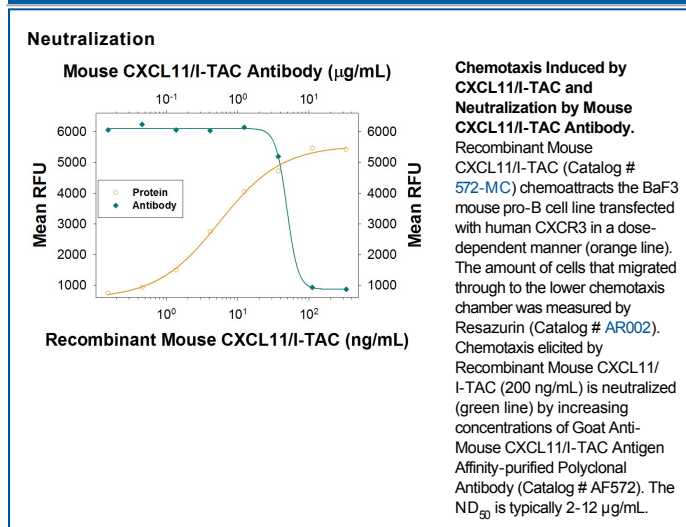 Neutralization
Mouse CXCL11/I-TAC Antibody (μg/mL)
10⁻¹ 10⁰ 10¹
6000 6000
5000 5000
4000 4000
3000 3000
2000 2000
1000 1000
Mean RFU
Mean RFU
Protein
Antibody
10⁰ 10¹ 10²
Recombinant Mouse CXCL11/I-TAC (ng/mL)
Chemotaxis Induced by
CXCL11/I-TAC and
Neutralization by Mouse
CXCL11/I-TAC Antibody.
Recombinant Mouse
CXCL11/I-TAC (Catalog #
572-MC) chemoattracts the BaF3
mouse pro-B cell line transfected
with human CXCR3 in a dose-
dependent manner (orange line).
The amount of cells that migrated
through to the lower chemotaxis
chamber was measured by
Resazurin (Catalog # AR002).
Chemotaxis elicited by
Recombinant Mouse CXCL11/
I-TAC (200 ng/mL) is neutralized
(green line) by increasing
concentrations of Goat Anti-
Mouse CXCL11/I-TAC Antigen
Affinity-purified Polyclonal
Antibody (Catalog # AF572). The
ND₅₀ is typically 2-12 μg/mL.